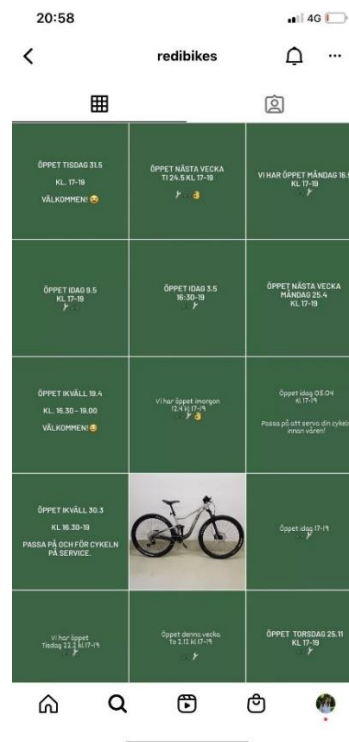 20:58
4G
redibikes
ÖPPET TISDAG 31.5
KL. 17-19
VÄLKOMMEN!
ÖPPET NÄSTA VECKA
TI 24.5 KL 17-19
VI HAR ÖPPET MÅNDAG 16.5
KL 17-19
ÖPPET IDAG 9.5
KL 17-19
ÖPPET IDAG 3.5
16:30-19
ÖPPET NÄSTA VECKA
MÅNDAG 25.4
KL 17-19
ÖPPET IKVÄLL 19.4
KL. 16.30 - 19.00
VÄLKOMMEN!
Vi har öppet imorgon
12.4 kl 17-19
Öppet idag 05.04
kl 17-19
Passa på att serva din cykeln
innan våren!
ÖPPET IKVÄLL 30.3
KL 16.30-19
PASSA PÅ OCH FÖR CYKELN
PÅ SERVICE.
Öppet idag 17-19
Vi har öppet
Tisdag 22.2 kl 17-19
Öppet denna vecka
To 2.12 kl 17-19
ÖPPET TORSDAG 25.11
KL 17-19